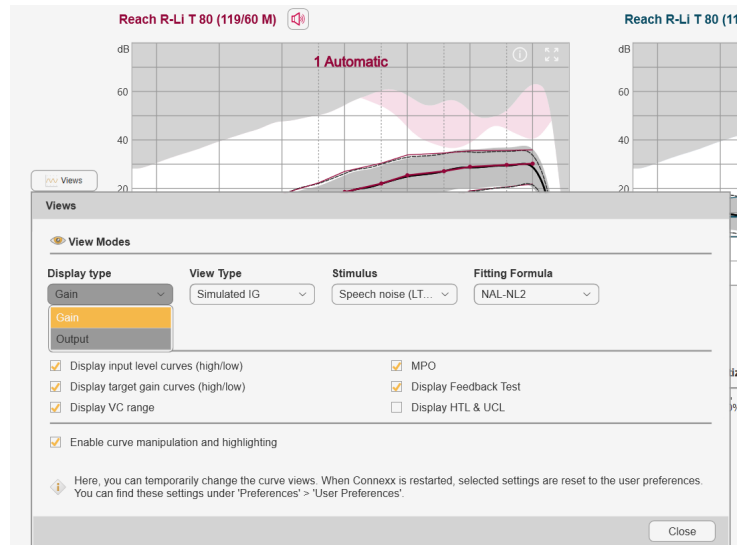 Reach R-Li T 80 (119/60 M)
Reach R-Li T 80 (11
dB
dB
1 Automatic
60
60
40
40
Views
20
20
Views
View Modes
Display type
View Type
Stimulus
Fitting Formula
Gain
Simulated IG
Speech noise (LT...
NAL-NL2
Gain
Output
Display input level curves (high/low)
MPO
Display target gain curves (high/low)
Display Feedback Test
Display VC range
Display HTL & UCL
Enable curve manipulation and highlighting
Here, you can temporarily change the curve views. When Connexx is restarted, selected settings are reset to the user preferences.
You can find these settings under 'Preferences' > 'User Preferences'.
Close